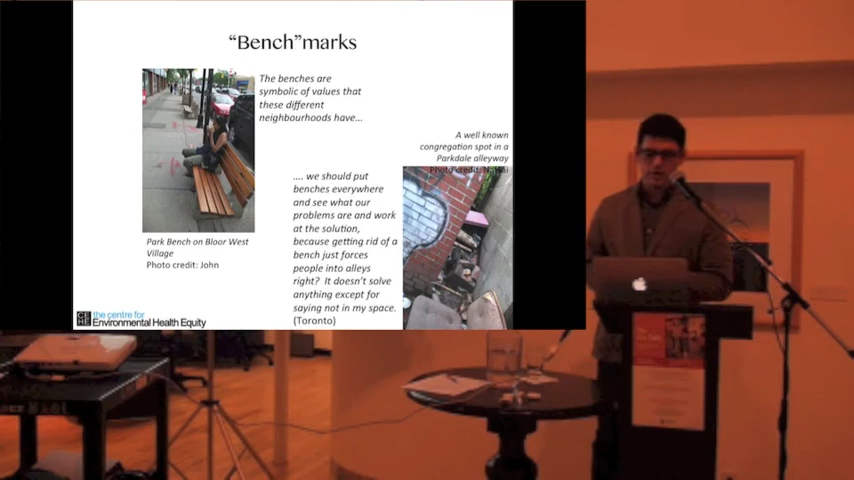 “Bench”marks
The benches are
symbolic of values that
these different
neighbourhoods have...
A well known
congregation spot in a
Parkdale alleyway
.... we should put
benches everywhere
and see what our
problems are and work
at the solution,
because getting rid of a
bench just forces
people into alleys
right? It doesn't solve
anything except for
saying not in my space.
(Toronto)
Park Bench on Bloor West
Village
Photo credit: John
the centre for
Environmental Health Equity